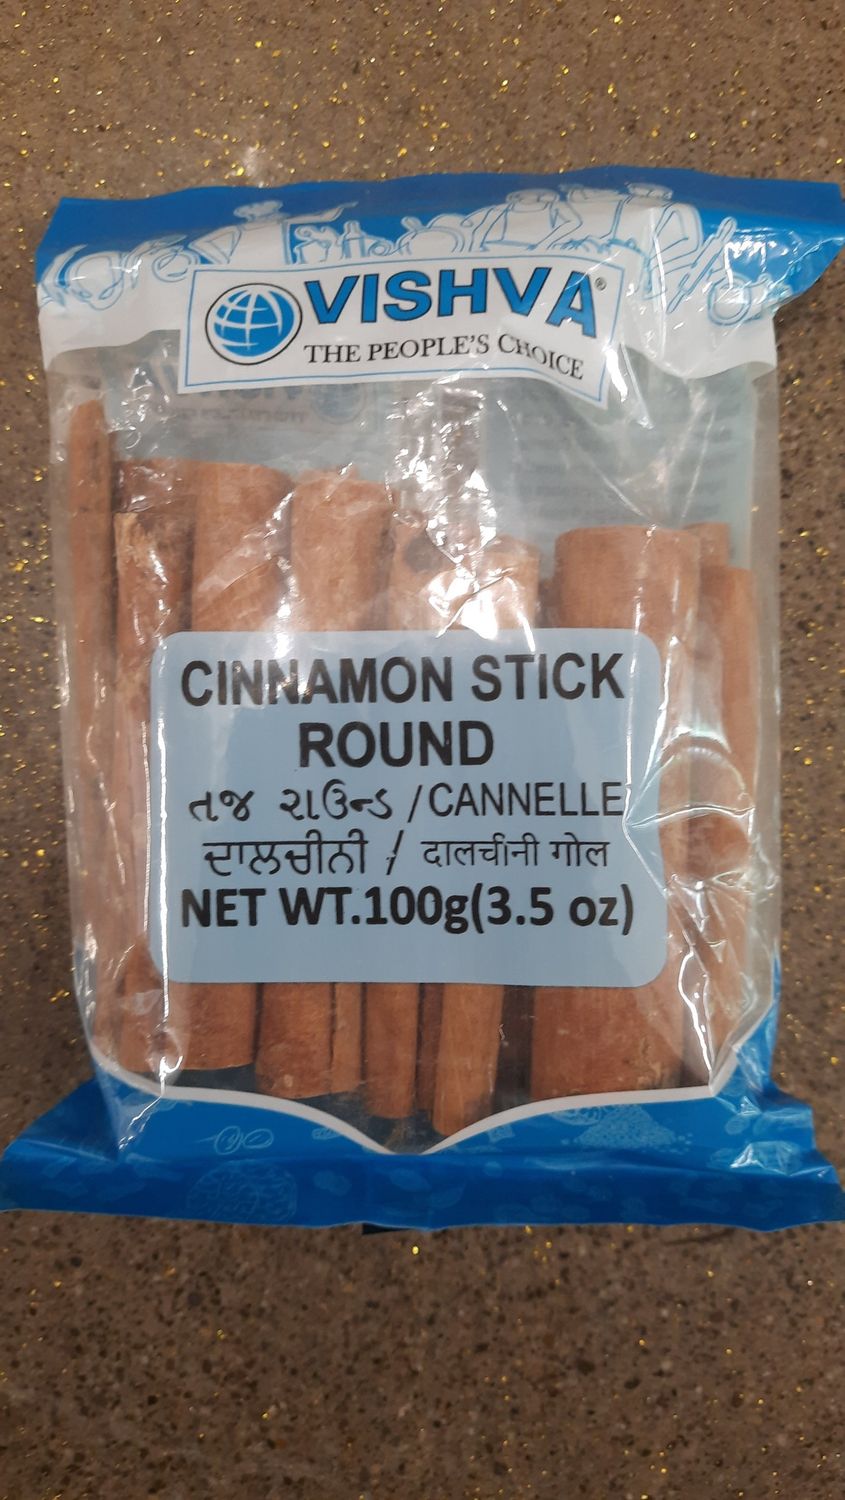 VISHVA®
THE PEOPLE'S CHOICE
CINNAMON STICK
ROUND
તજ રાઉન્ડ / CANNELLE
ਦਾਲਚੀਨੀ / दालचीनी गोल
NET WT.100g(3.5 oz)